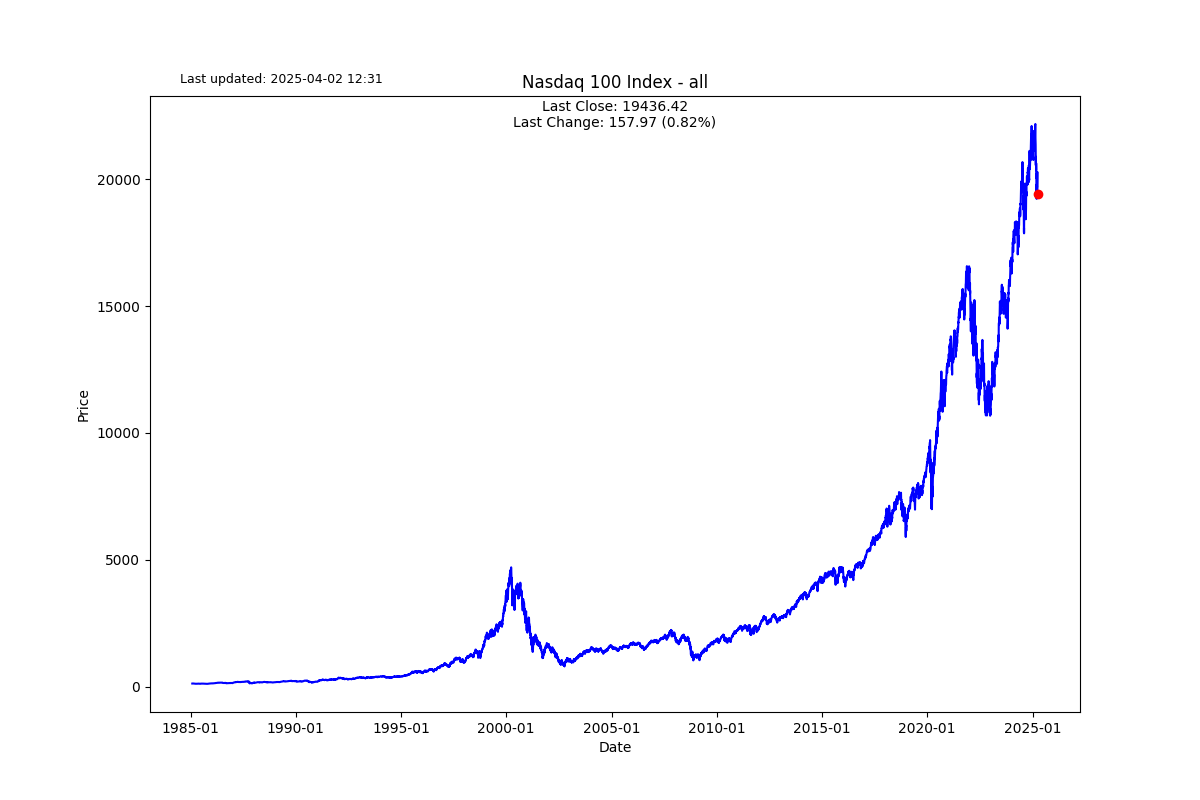 Last updated: 2025-04-02 12:31
Nasdaq 100 Index - all
Last Close: 19436.42
Last Change: 157.97 (0.82%)
20000
15000
10000
5000
0
Price
1985-01
1990-01
1995-01
2000-01
2005-01
2010-01
2015-01
2020-01
2025-01
Date